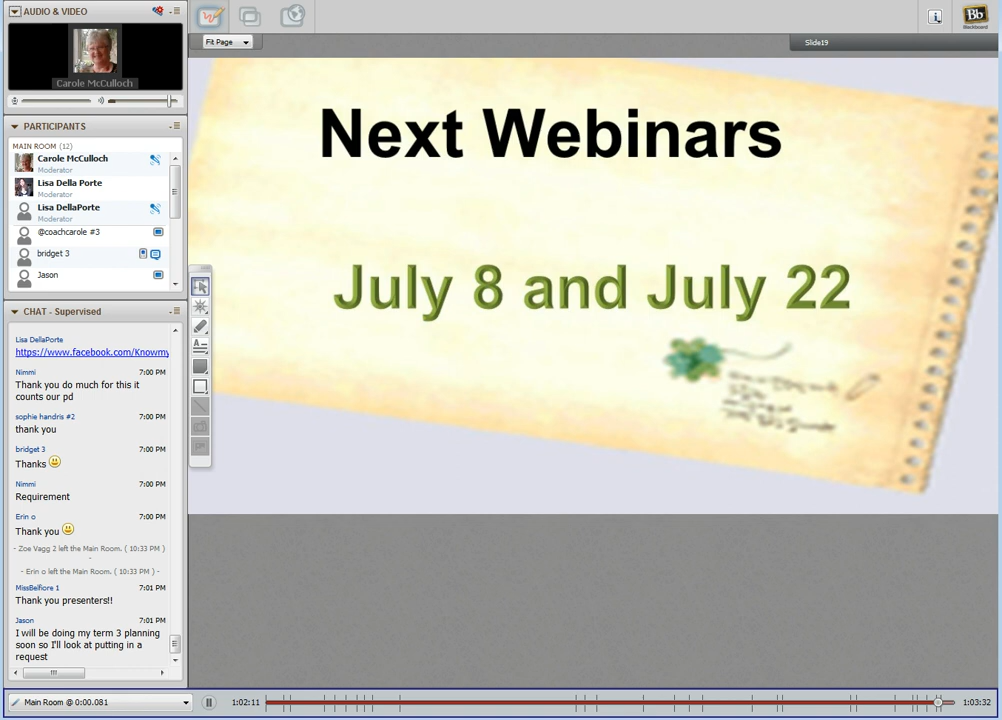 AUDIO & VIDEO
Carole McCulloch
PARTICIPANTS
MAIN ROOM (12)
Carole McCulloch
Moderator
Lisa Della Porte
Moderator
Lisa DellaPorte
Moderator
@coachcarole #3
bridget 3
Jason
CHAT - Supervised
Lisa DellaPorte
https://www.facebook.com/Knowmy
Nimmi 7:00 PM
Thank you do much for this it
counts our pd
sophie handris #2 7:00 PM
thank you
bridget 3 7:00 PM
Thanks
Nimmi 7:00 PM
Requirement
Erin o 7:00 PM
Thank you
- Zoe Vagg 2 left the Main Room. ( 10:33 PM )
-
- Erin o left the Main Room. ( 10:33 PM ) -
MissBelfiore 1 7:01 PM
Thank you presenters!!
Jason 7:01 PM
I will be doing my term 3 planning
soon so I'll look at putting in a
request
Fit Page
Slide19
Bb
Blackboard
Next Webinars
July 8 and July 22
Main Room @ 0:00.081
1:02:11
1:03:32